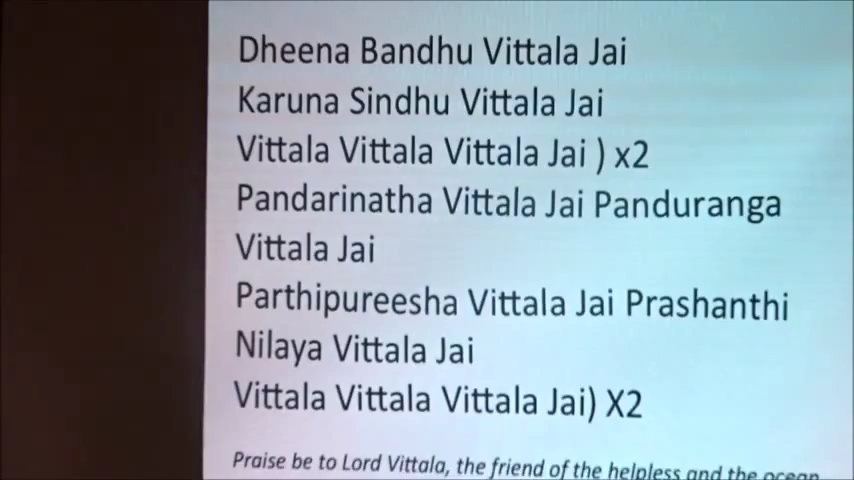 Dheena Bandhu Vittala Jai
Karuna Sindhu Vittala Jai
Vittala Vittala Vittala Jai ) x2
Pandarinatha Vittala Jai Panduranga
Vittala Jai
Parthipureesha Vittala Jai Prashanthi
Nilaya Vittala Jai
Vittala Vittala Vittala Jai) X2
Praise be to Lord Vittala, the friend of the helpless and the ocean